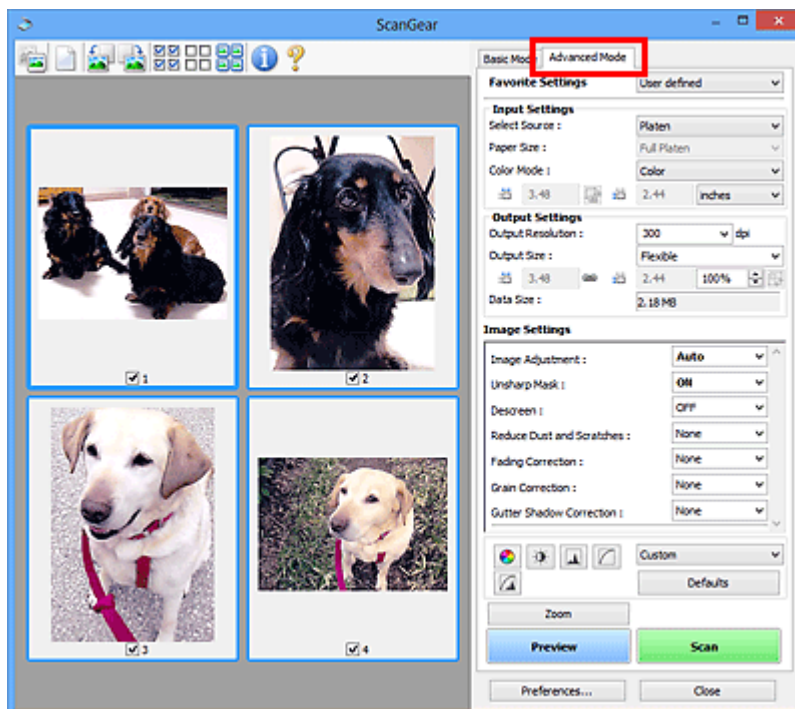 ScanGear
Basic Mode Advanced Mode
Favorite Settings User defined
Input Settings
Select Source : Platen
Paper Size : Full Platen
Color Mode : Color
3.48 2.44 inches
Output Settings
Output Resolution : 300 dpi
Output Size : Flexible
3.48 2.44 100%
Data Size : 2.18 MB
Image Settings
Image Adjustment : Auto
Unsharp Mask : ON
Descreen : OFF
Reduce Dust and Scratches : None
Fading Correction : None
Grain Correction : None
Gutter Shadow Correction : None
1
2
3
4
Custom
Defaults
Zoom
Preview Scan
Preferences... Close